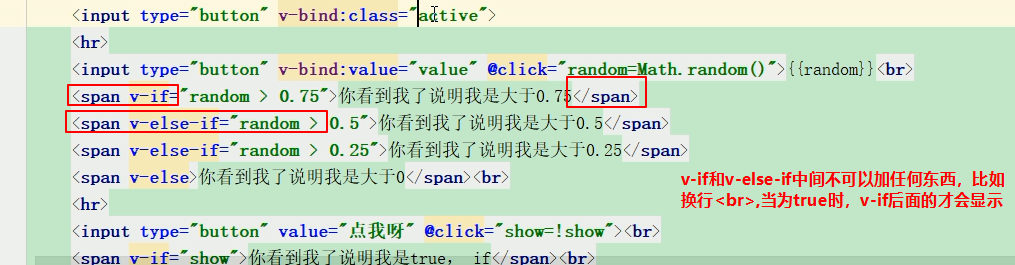 <input type="button" v-bind:class="active">
<hr>
<input type="button" v-bind:value="value" @click="random=Math.random()">{{random}}<br>
<span v-if="random > 0.75">你看到我了说明我是大于0.75</span>
<span v-else-if="random > 0.5">你看到我了说明我是大于0.5</span>
<span v-else-if="random > 0.25">你看到我了说明我是大于0.25</span>
<span v-else>你看到我了说明我是大于0</span><br>
v-if和v-else-if中间不可以加任何东西，比如
换行<br>,当为true时，v-if后面的才会显示
<hr>
<input type="button" value="点我呀" @click="show=!show"><br>
<span v-if="show">你看到我了说明我是true， if</span><br>